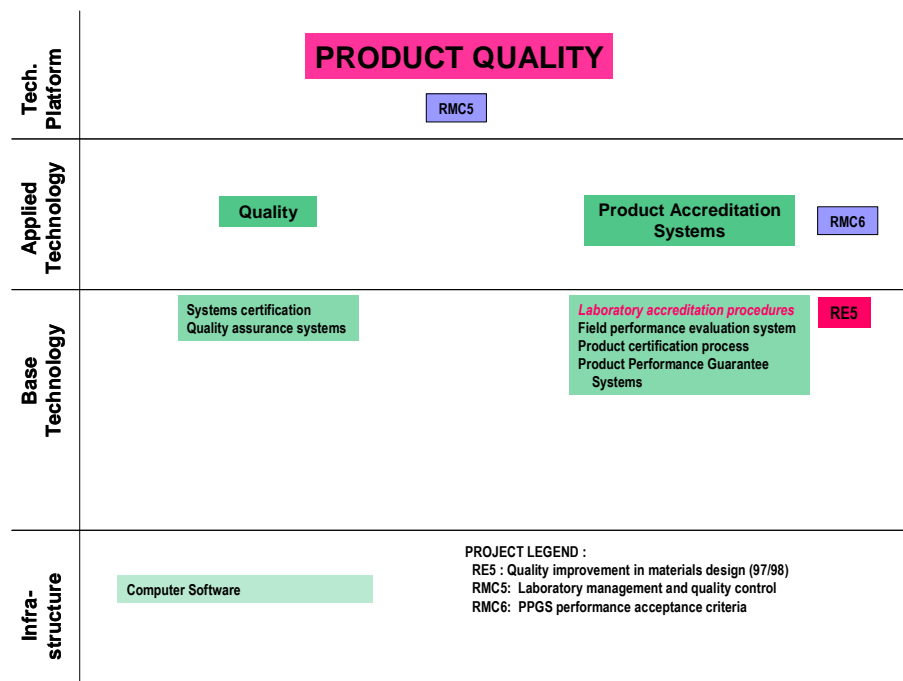 Tech.
Platform
PRODUCT QUALITY
RMC5
Applied
Technology
Quality
Product Accreditation
Systems
RMC6
Base
Technology
Systems certification
Quality assurance systems
Laboratory accreditation procedures
Field performance evaluation system
Product certification process
Product Performance Guarantee
Systems
RE5
Infra-
structure
Computer Software
PROJECT LEGEND :
RE5 : Quality improvement in materials design (97/98)
RMC5: Laboratory management and quality control
RMC6: PPGS performance acceptance criteria